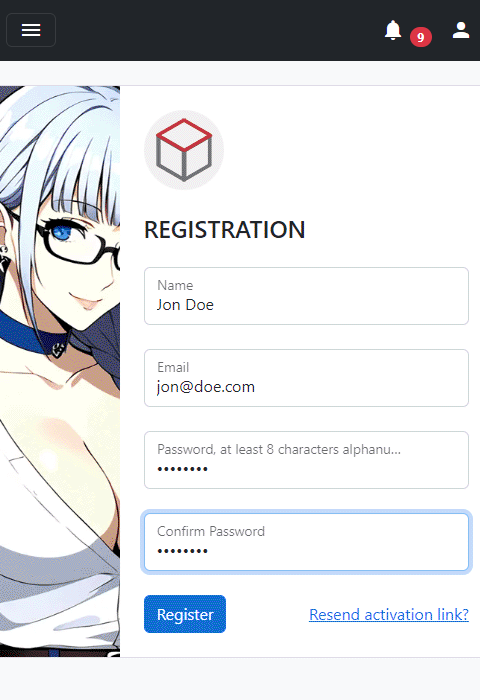 9
REGISTRATION
Name
Jon Doe
Email
jon@doe.com
Password, at least 8 characters alphanu...
••••••••
Confirm Password
••••••••
Register
Resend activation link?